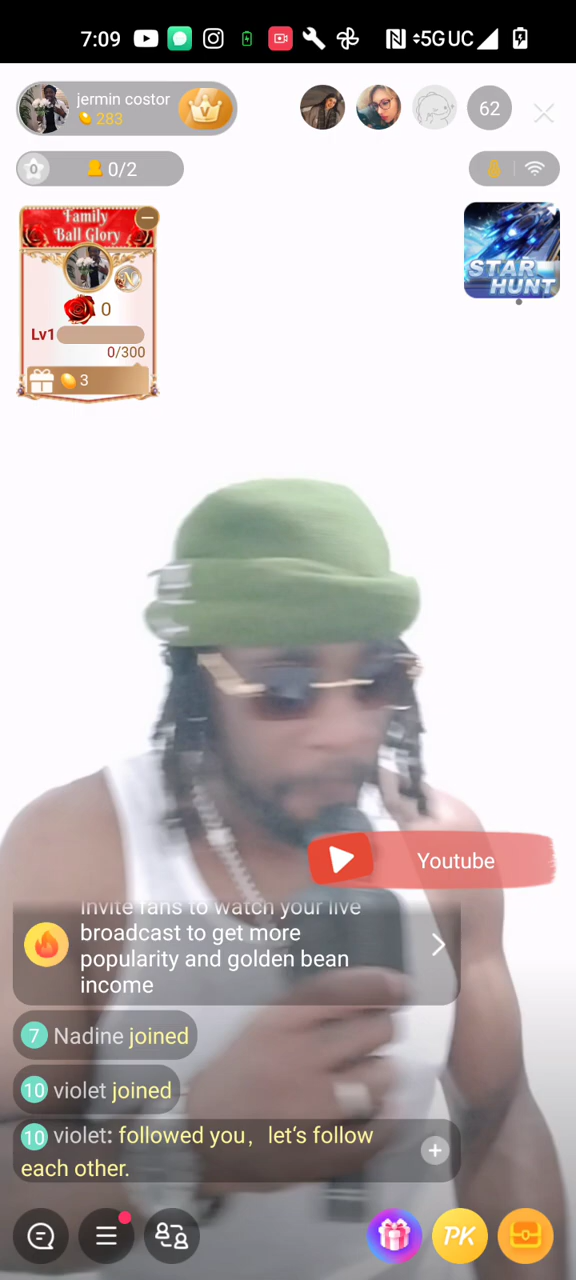 7:09
5G UC
jermin costor
283
V
62
0
0/2
Family
Ball Glory
N
0
Lv1
0/300
3
STAR
HUNT
Youtube
invite fans to watch your live
broadcast to get more
popularity and golden bean
income
7 Nadine joined
10 violet joined
10 violet: followed you，let's follow
each other.
PK